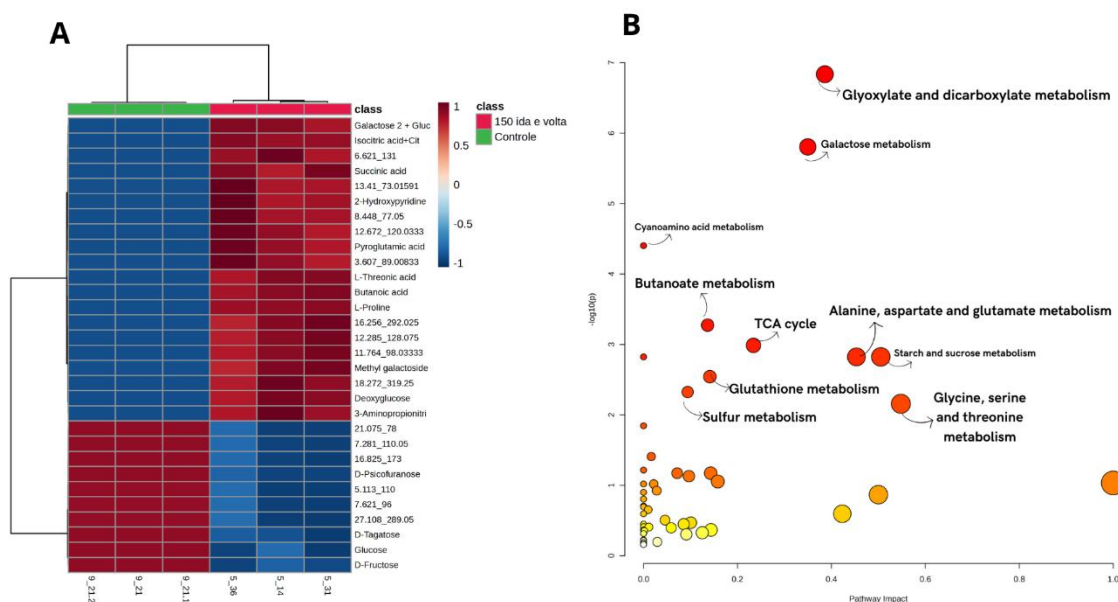 A
class
Galactose 2 + Gluc
Isocitric acid+Cit
6.621_131
Succinic acid
13.41_73.01591
2-Hydroxypyridine
8.448_77.05
12.672_120.0333
Pyroglutamic acid
3.607_89.00833
L-Threonic acid
Butanoic acid
L-Proline
16.256_292.025
12.285_128.075
11.764_98.03333
Methyl galactoside
18.272_319.25
Deoxyglucose
3-Aminopropionitri
21.075_78
7.281_110.05
16.825_173
D-Psicofuranose
5.113_110
7.621_96
27.108_289.05
D-Tagatose
Glucose
D-Fructose
9_21.2
9_21
9_21.1
5_36
5_14
5_31
1
0.5
0
-0.5
-1
class
150 ida e volta
Controle
B
7
6
5
4
3
2
1
0
-log10(p)
Glyoxylate and dicarboxylate metabolism
Galactose metabolism
Cyanoamino acid metabolism
Butanoate metabolism
Alanine, aspartate and glutamate metabolism
TCA cycle
Starch and sucrose metabolism
Glutathione metabolism
Glycine, serine
and threonine
metabolism
Sulfur metabolism
0.0
0.2
0.4
0.6
0.8
1.0
Pathway Impact